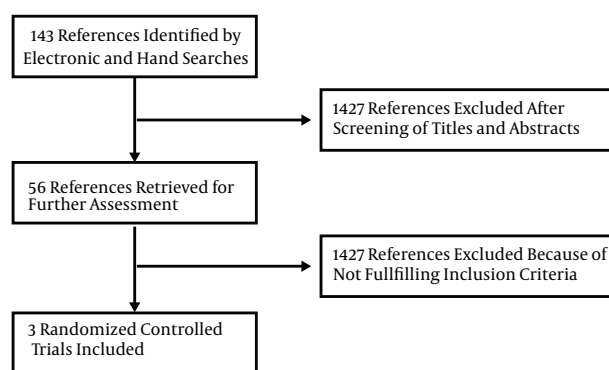 143 References Identified by
Electronic and Hand Searches
1427 References Excluded After
Screening of Titles and Abstracts
56 References Retrieved for
Further Assessment
1427 References Excluded Because of
Not Fullfilling Inclusion Criteria
3 Randomized Controlled
Trials Included